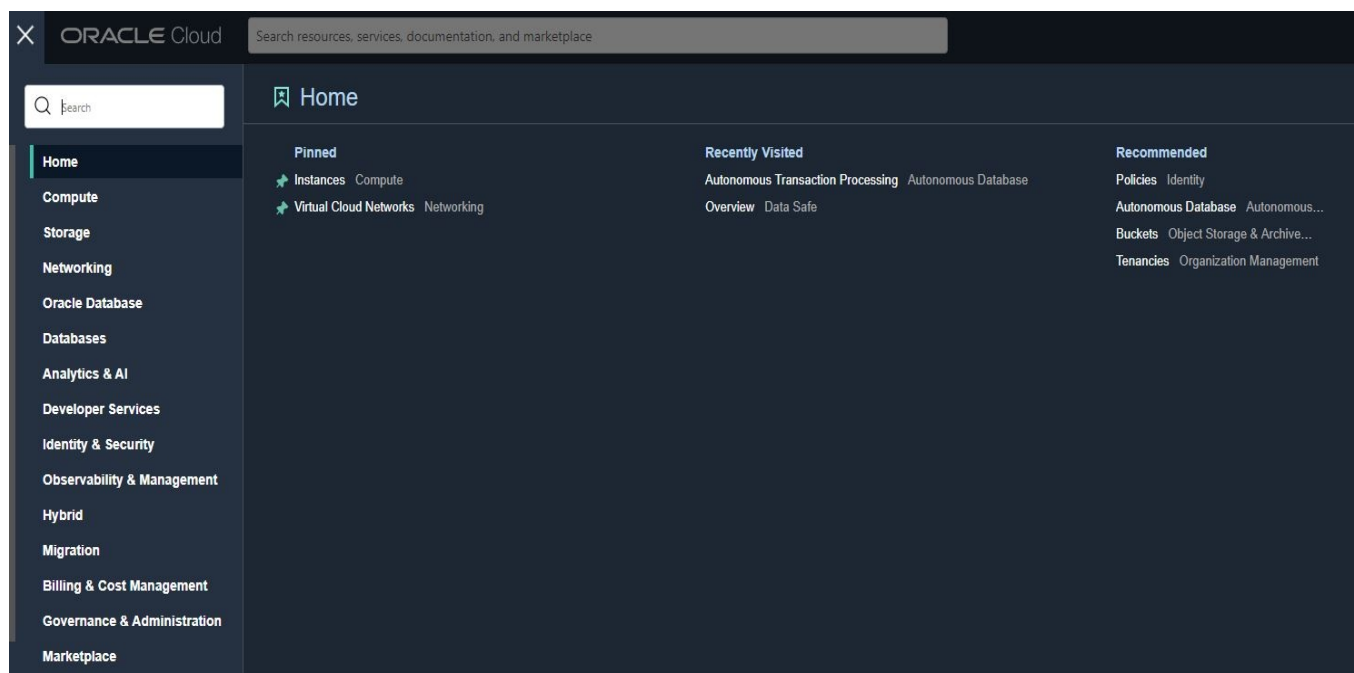 ORACLE Cloud
Search resources, services, documentation, and marketplace
Search
Home
Compute
Storage
Networking
Oracle Database
Databases
Analytics & AI
Developer Services
Identity & Security
Observability & Management
Hybrid
Migration
Billing & Cost Management
Governance & Administration
Marketplace
Home
Pinned
Instances Compute
Virtual Cloud Networks Networking
Recently Visited
Autonomous Transaction Processing Autonomous Database
Overview Data Safe
Recommended
Policies Identity
Autonomous Database Autonomous...
Buckets Object Storage & Archive...
Tenancies Organization Management